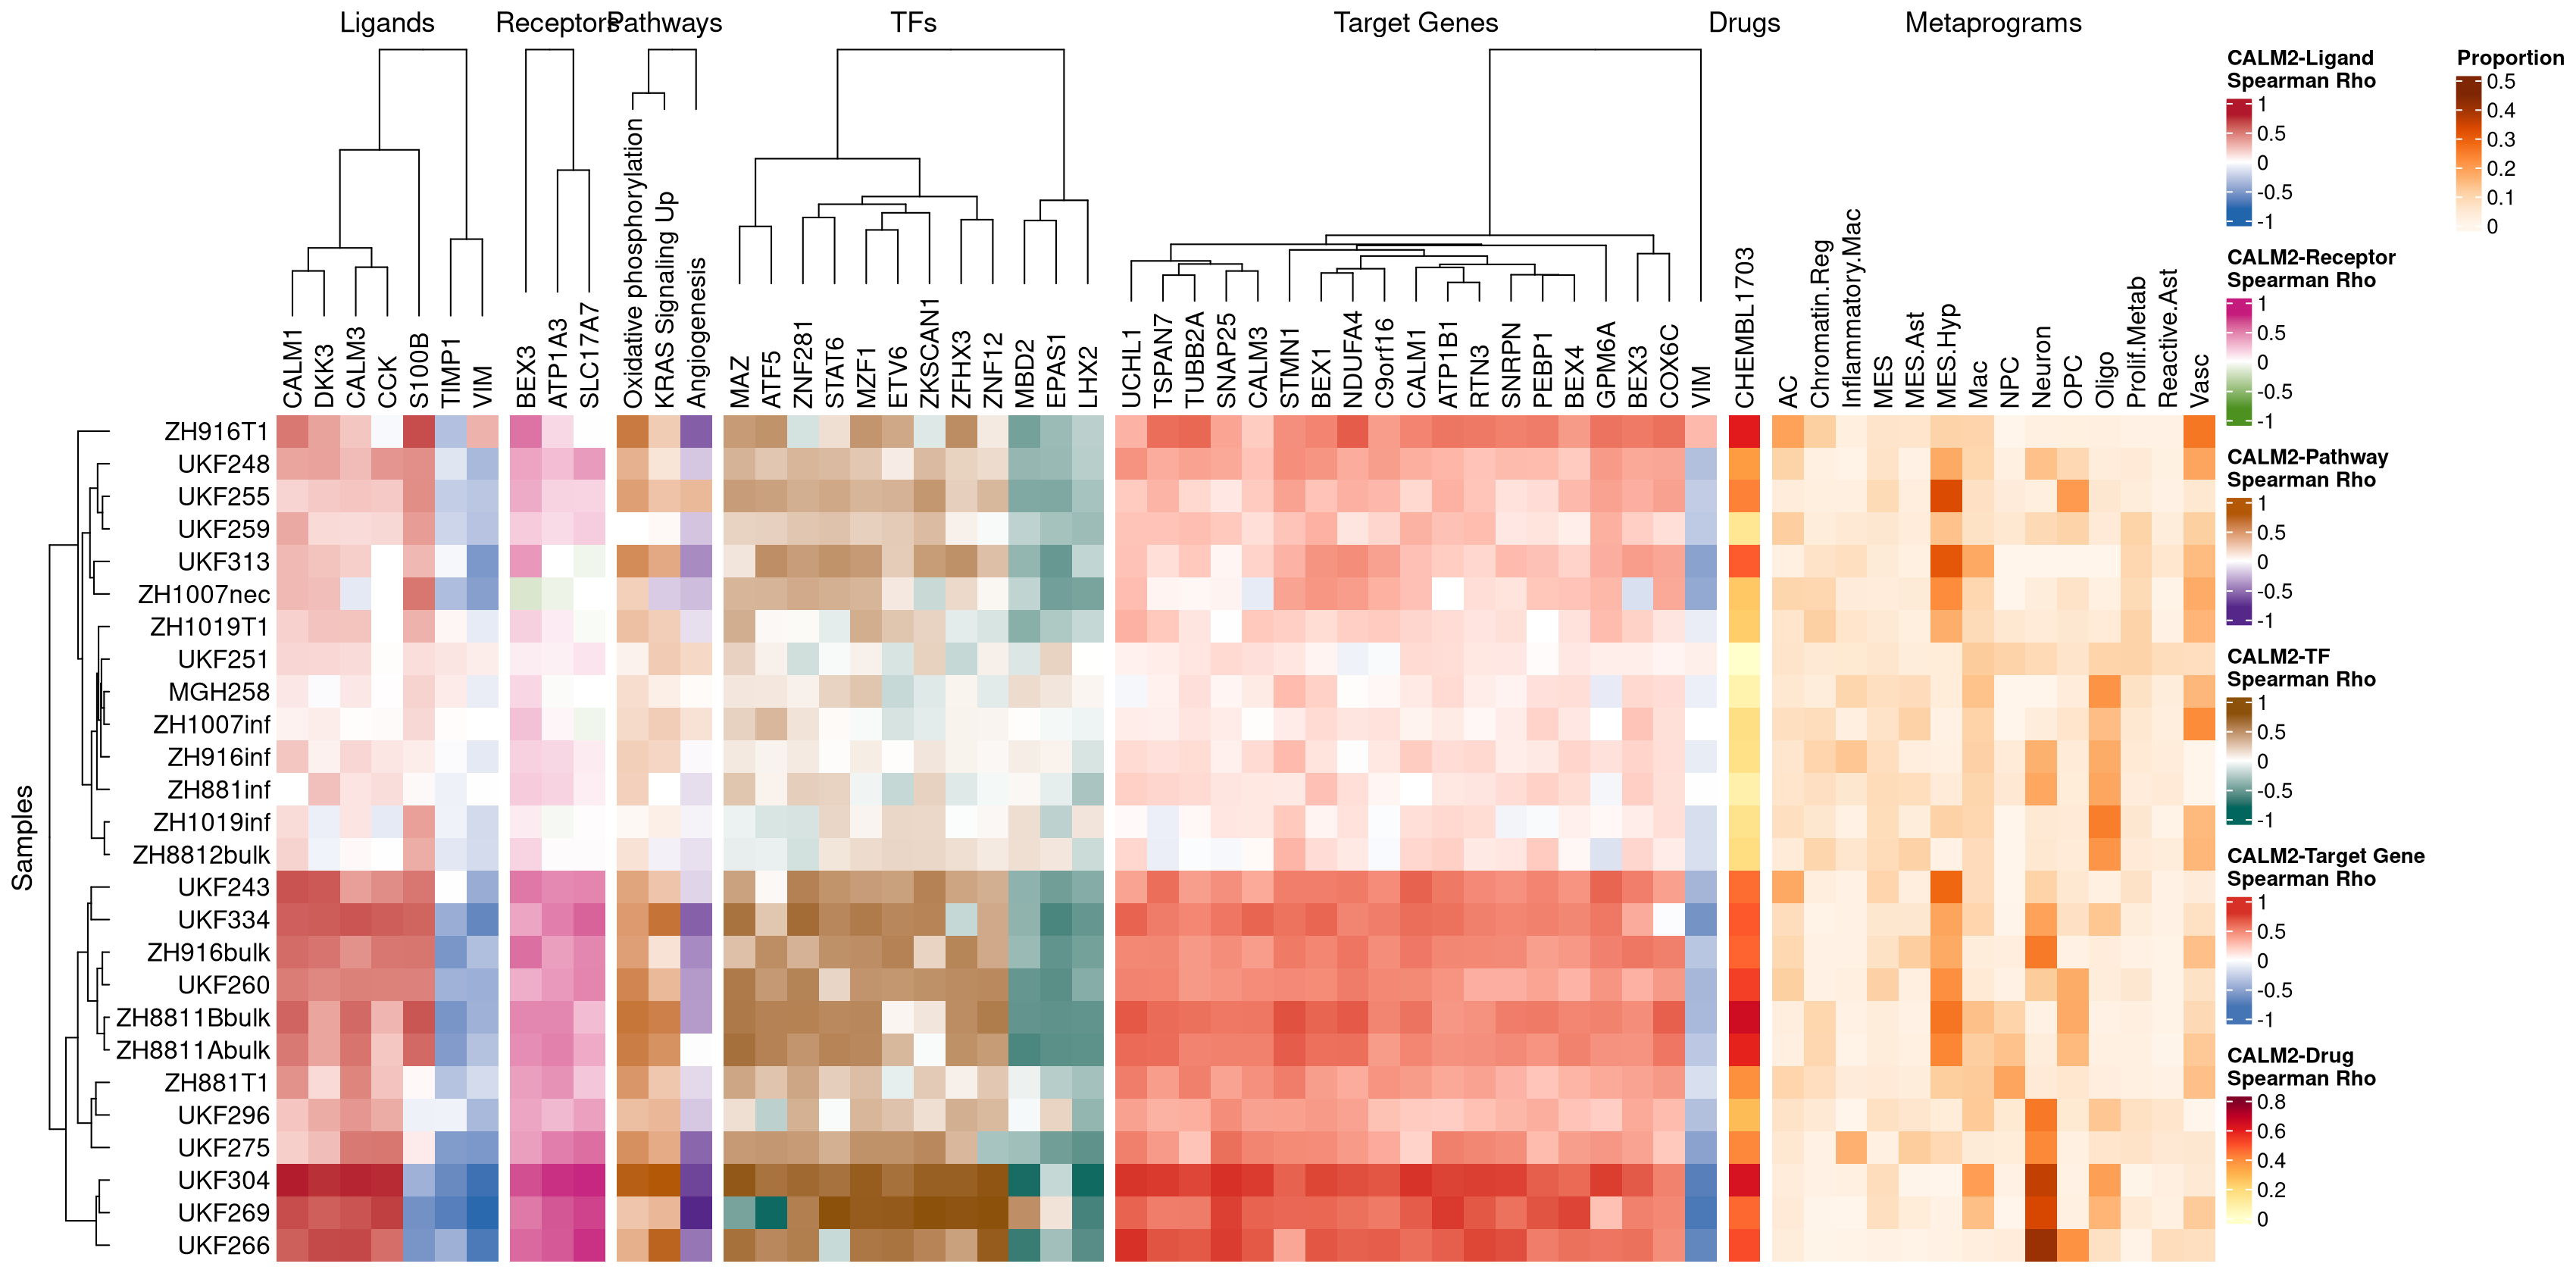 Ligands
Receptors
Pathways
TFs
Target Genes
Drugs
Metaprograms
CALM1
DKK3
CALM3
CCK
S100B
TIMP1
VIM
BEX3
ATP1A3
SLC17A7
Oxidative phosphorylation
KRAS Signaling Up
Angiogenesis
MAZ
ATF5
ZNF281
STAT6
MZF1
ETV6
ZKSCAN1
ZFHX3
ZNF12
MBD2
EPAS1
LHX2
UCHL1
TSPAN7
TUBB2A
SNAP25
CALM3
STMN1
BEX1
NDUFA4
C9orf16
CALM1
ATP1B1
RTN3
SNRPN
PEBP1
BEX4
GPM6A
BEX3
COX6C
VIM
CHEMBL1703
AC
Chromatin.Reg
Inflammatory.Mac
MES
MES.Ast
MES.Hyp
Mac
NPC
Neuron
OPC
Oligo
Prolif.Metab
Reactive.Ast
Vasc
Samples
ZH916T1
UKF248
UKF255
UKF259
UKF313
ZH1007nec
ZH1019T1
UKF251
MGH258
ZH1007inf
ZH916inf
ZH881inf
ZH1019inf
ZH8812bulk
UKF243
UKF334
ZH916bulk
UKF260
ZH8811Bbulk
ZH8811Abulk
ZH881T1
UKF296
UKF275
UKF304
UKF269
UKF266
CALM2-Ligand
Spearman Rho
1
0.5
0
-0.5
-1
CALM2-Receptor
Spearman Rho
1
0.5
0
-0.5
-1
CALM2-Pathway
Spearman Rho
1
0.5
0
-0.5
-1
CALM2-TF
Spearman Rho
1
0.5
0
-0.5
-1
CALM2-Target Gene
Spearman Rho
1
0.5
0
-0.5
-1
CALM2-Drug
Spearman Rho
0.8
0.6
0.4
0.2
0
Proportion
0.5
0.4
0.3
0.2
0.1
0